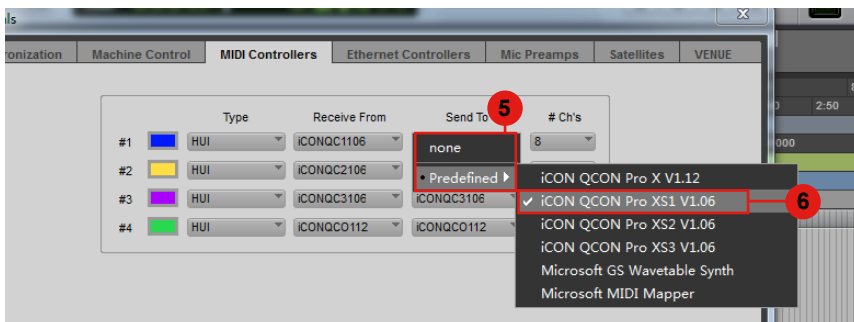 als
ronization Machine Control MIDI Controllers Ethernet Controllers Mic Preamps Satellites VENUE
2:50
000
Type Receive From Send To 5 # Ch's
#1 HUI iCONQC1106 none 8
#2 HUI iCONQC2106 • Predefined
iCON QCON Pro X V1.12
#3 HUI iCONQC3106 iCONQC3106 ✓ iCON QCON Pro XS1 V1.06 6
#4 HUI iCONQCO112 iCONQCO112 iCON QCON Pro XS2 V1.06
iCON QCON Pro XS3 V1.06
Microsoft GS Wavetable Synth
Microsoft MIDI Mapper